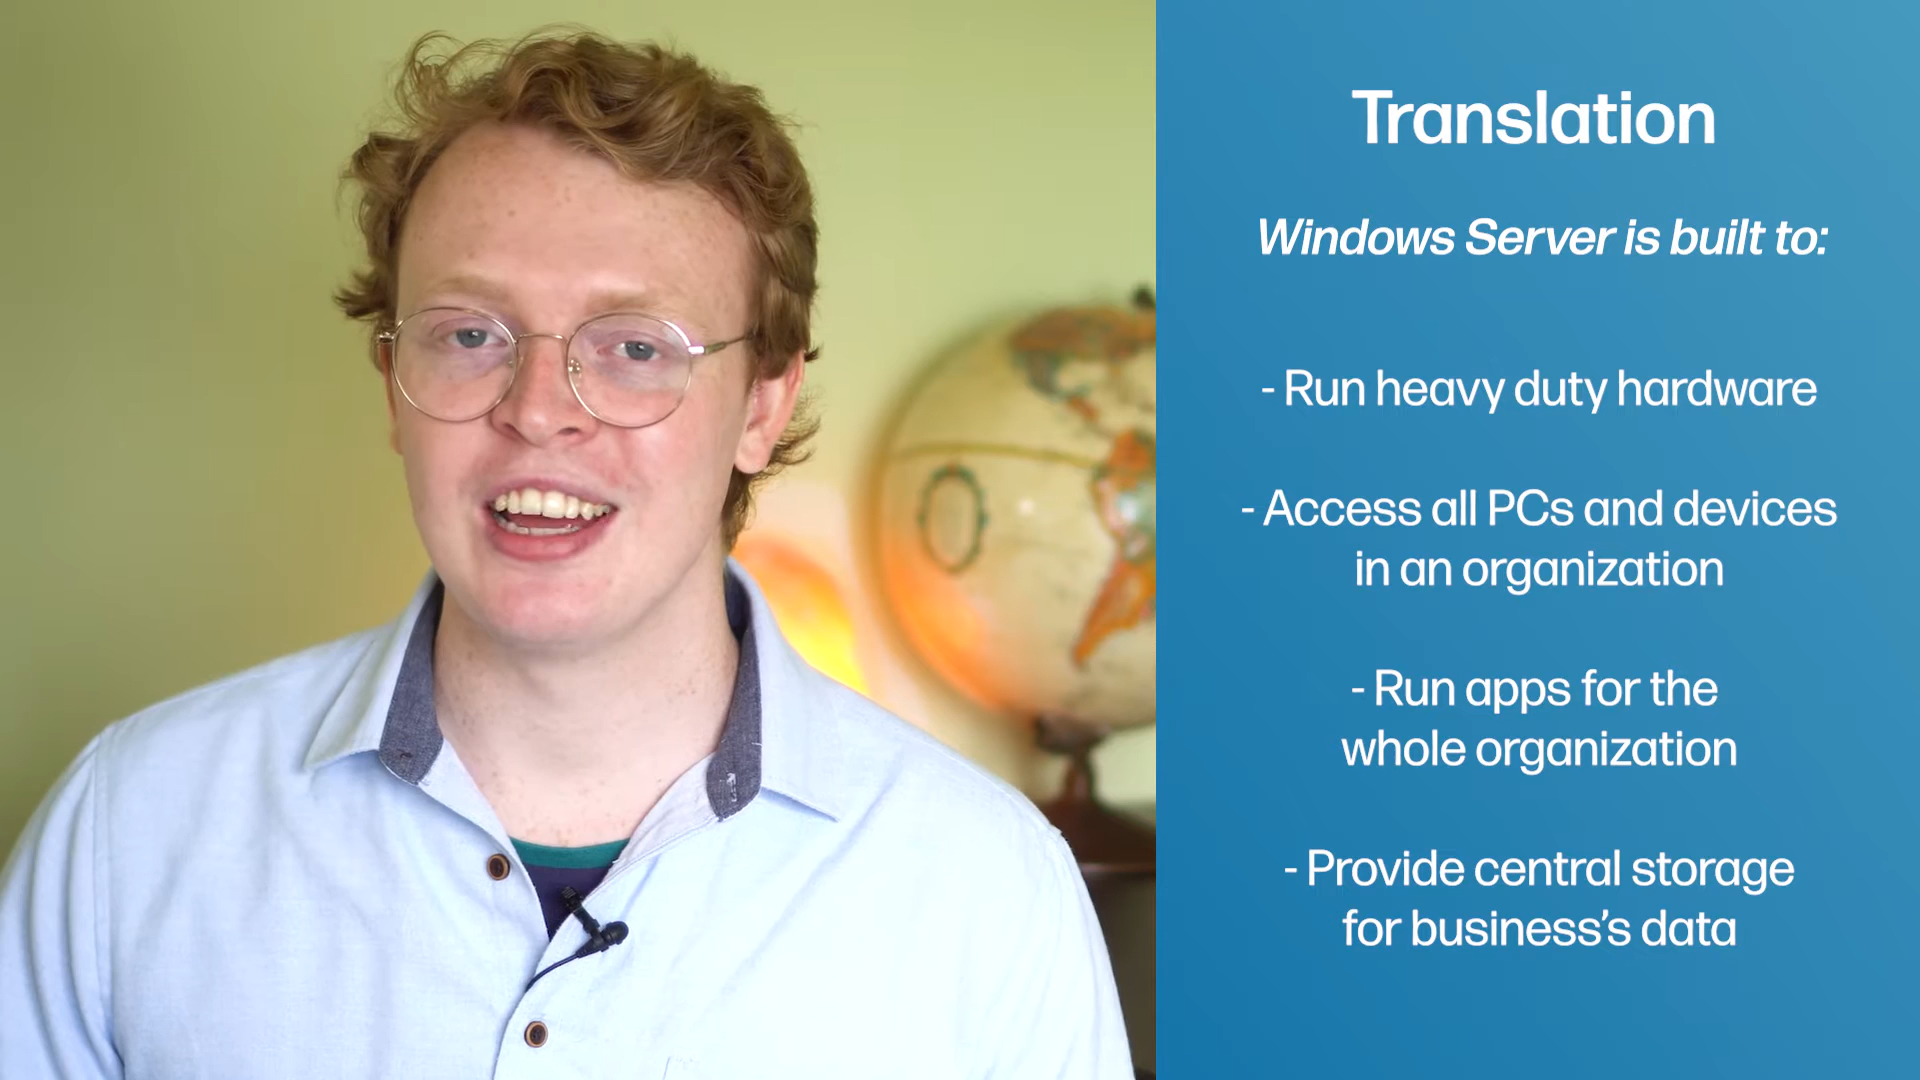 Translation
Windows Server is built to:
- Run heavy duty hardware
- Access all PCs and devices
in an organization
- Run apps for the
whole organization
- Provide central storage
for business’s data